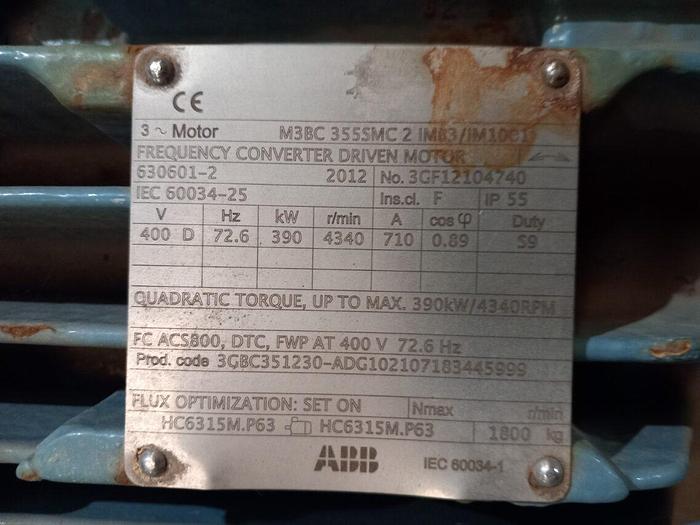 CE
3 ~ Motor M3BC 355SMC 2 IMB3/IM1001
FREQUENCY CONVERTER DRIVEN MOTOR
630601-2 2012 No. 3GF12104740
IEC 60034-25 Ins.cl. F IP 55
V Hz kW r/min A cos φ Duty
400 D 72.6 390 4340 710 0.89 S9
QUADRATIC TORQUE, UP TO MAX. 390kW/4340RPM
FC ACS800, DTC, FWP AT 400 V 72.6 Hz
Prod. code 3GBC351230-ADG102107183445999
FLUX OPTIMIZATION: SET ON Nmax r/min
HC6315M.P63 HC6315M.P63 1800 kg
ABB IEC 60034-1